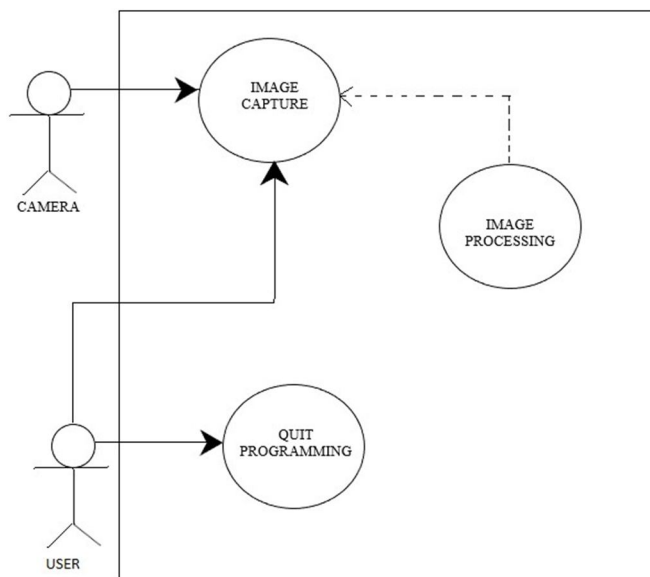 IMAGE
CAPTURE
CAMERA
IMAGE
PROCESSING
QUIT
PROGRAMMING
USER